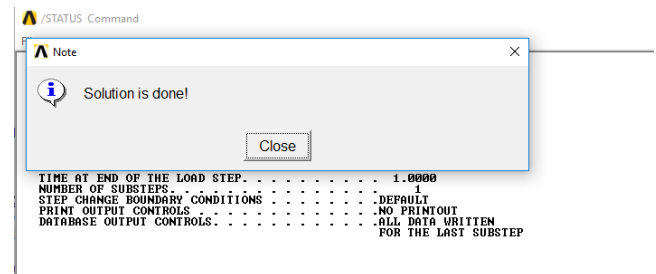 /STATUS Command
Note
Solution is done!
Close
TIME AT END OF THE LOAD STEP. . . . . . . . . . . 1.0000
NUMBER OF SUBSTEPS. . . . . . . . . . . . . . . . 1
STEP CHANGE BOUNDARY CONDITIONS . . . . . . . .DEFAULT
PRINT OUTPUT CONTROLS . . . . . . . . . . . . .NO PRINTOUT
DATABASE OUTPUT CONTROLS. . . . . . . . . . . .ALL DATA WRITTEN
FOR THE LAST SUBSTEP